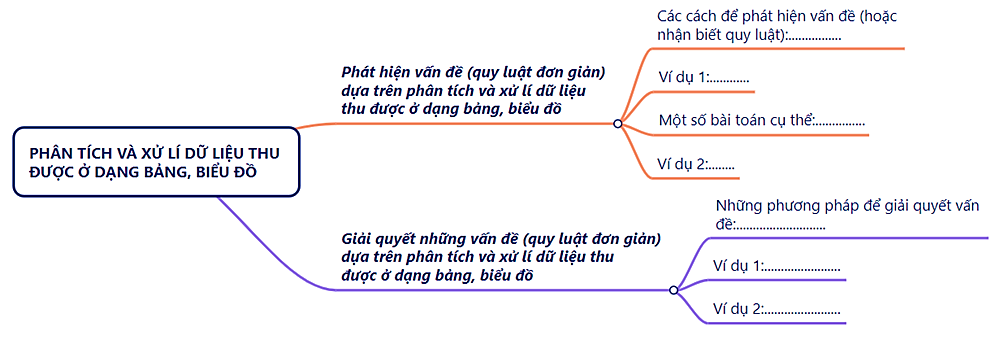 PHÂN TÍCH VÀ XỬ LÍ DỮ LIỆU THU
ĐƯỢC Ở DẠNG BẢNG, BIỂU ĐỒ
Phát hiện vấn đề (quy luật đơn giản)
dựa trên phân tích và xử lí dữ liệu
thu được ở dạng bảng, biểu đồ
Các cách để phát hiện vấn đề (hoặc
nhận biết quy luật):................
Ví dụ 1:............
Một số bài toán cụ thể:...............
Ví dụ 2:........
Giải quyết những vấn đề (quy luật đơn giản)
dựa trên phân tích và xử lí dữ liệu thu
được ở dạng bảng, biểu đồ
Những phương pháp để giải quyết vấn
đề:...........................
Ví dụ 1:.......................
Ví dụ 2:.......................